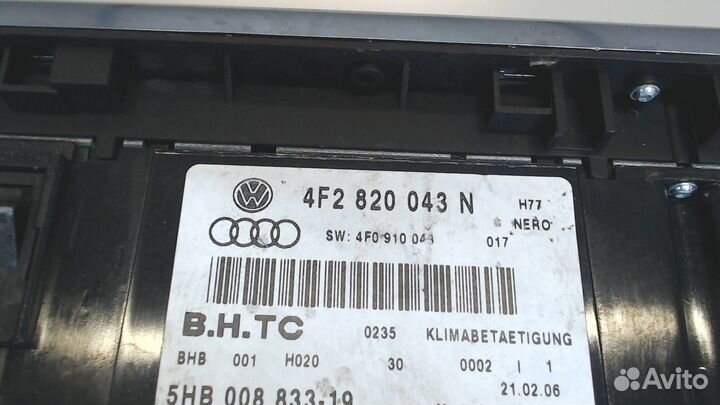 4F2 820 043 N
H77
NERO
SW: 4F0 910 043
017
B.H.TC
0235 KLIMABETAETIGUNG
BHB 001 H020 30 0002 I 1
21.02.06
5HB 008 833-19
Avito